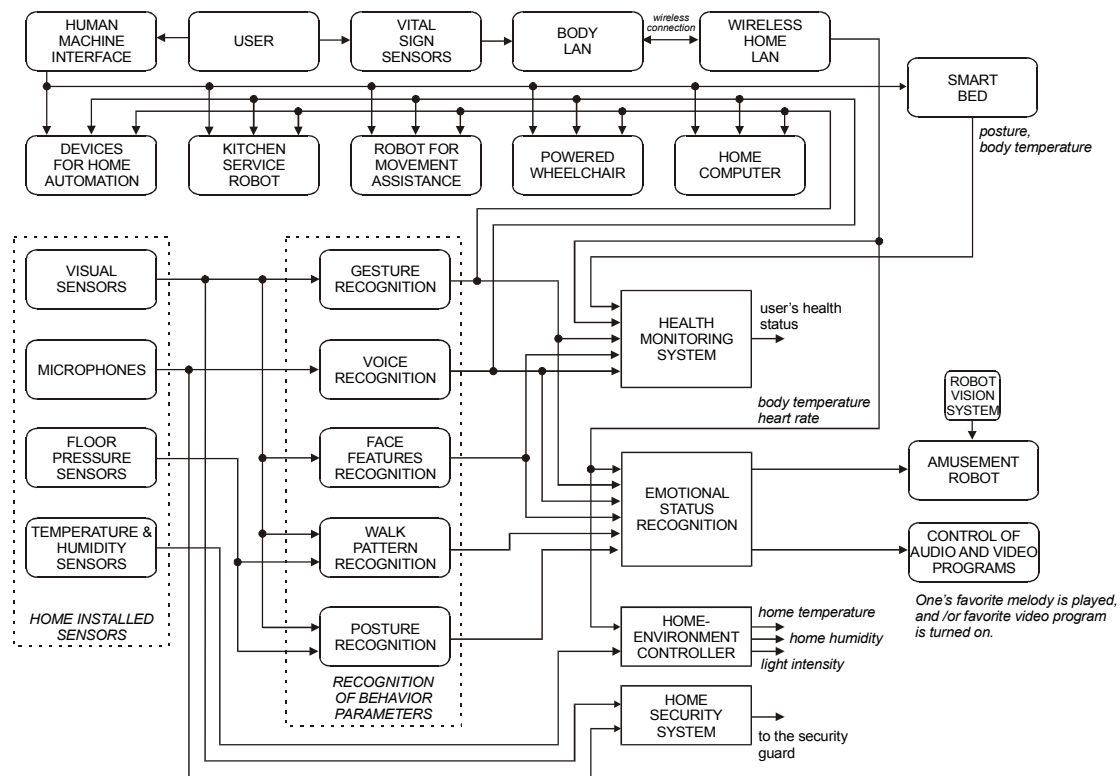 HUMAN
MACHINE
INTERFACE
USER
VITAL
SIGN
SENSORS
BODY
LAN
wireless
connection
WIRELESS
HOME
LAN
SMART
BED
posture,
body temperature
DEVICES
FOR HOME
AUTOMATION
KITCHEN
SERVICE
ROBOT
ROBOT FOR
MOVEMENT
ASSISTANCE
POWERED
WHEELCHAIR
HOME
COMPUTER
VISUAL
SENSORS
MICROPHONES
FLOOR
PRESSURE
SENSORS
TEMPERATURE &
HUMIDITY
SENSORS
HOME INSTALLED
SENSORS
GESTURE
RECOGNITION
VOICE
RECOGNITION
FACE
FEATURES
RECOGNITION
WALK
PATTERN
RECOGNITION
POSTURE
RECOGNITION
RECOGNITION
OF BEHAVIOR
PARAMETERS
HEALTH
MONITORING
SYSTEM
user's health
status
body temperature
heart rate
EMOTIONAL
STATUS
RECOGNITION
ROBOT
VISION
SYSTEM
AMUSEMENT
ROBOT
CONTROL OF
AUDIO AND VIDEO
PROGRAMS
One's favorite melody is played,
and /or favorite video program
is turned on.
HOME-
ENVIRONMENT
CONTROLLER
home temperature
home humidity
light intensity
HOME
SECURITY
SYSTEM
to the security
guard